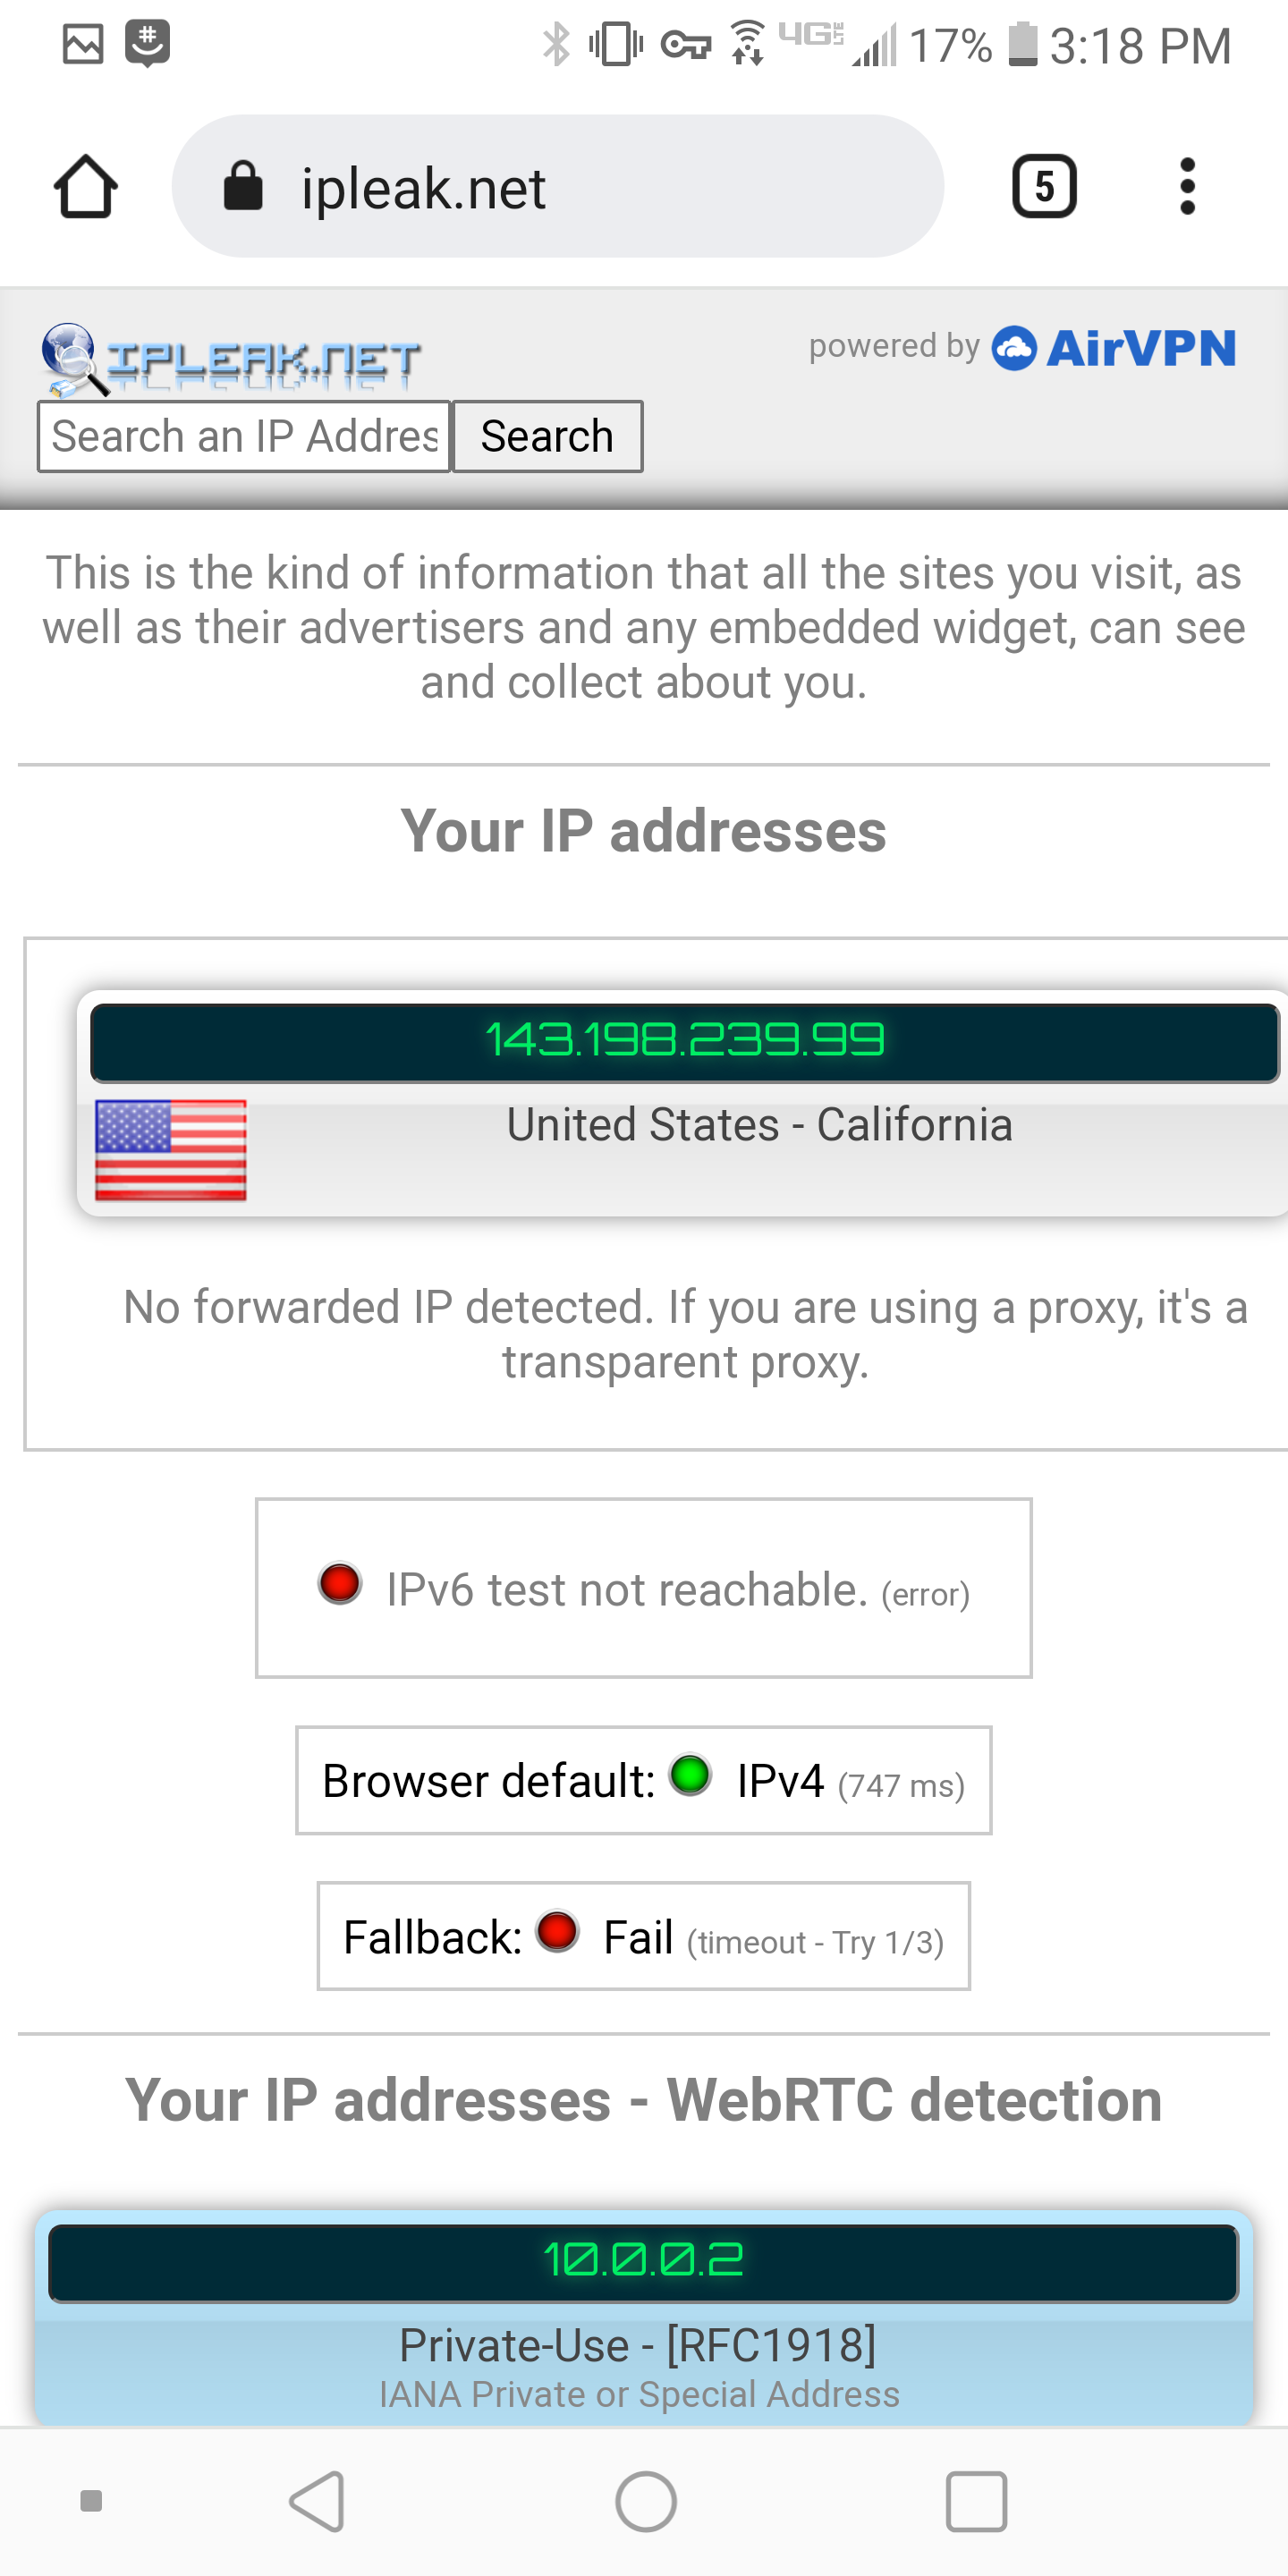 4G LTE 17% 3:18 PM
ipleak.net 5
IPLEAK.NET powered by AirVPN
Search an IP Addres Search
This is the kind of information that all the sites you visit, as
well as their advertisers and any embedded widget, can see
and collect about you.
Your IP addresses
143.198.239.99
United States - California
No forwarded IP detected. If you are using a proxy, it's a
transparent proxy.
IPv6 test not reachable. (error)
Browser default: IPv4 (747 ms)
Fallback: Fail (timeout - Try 1/3)
Your IP addresses - WebRTC detection
10.0.0.2
Private-Use - [RFC1918]
IANA Private or Special Address